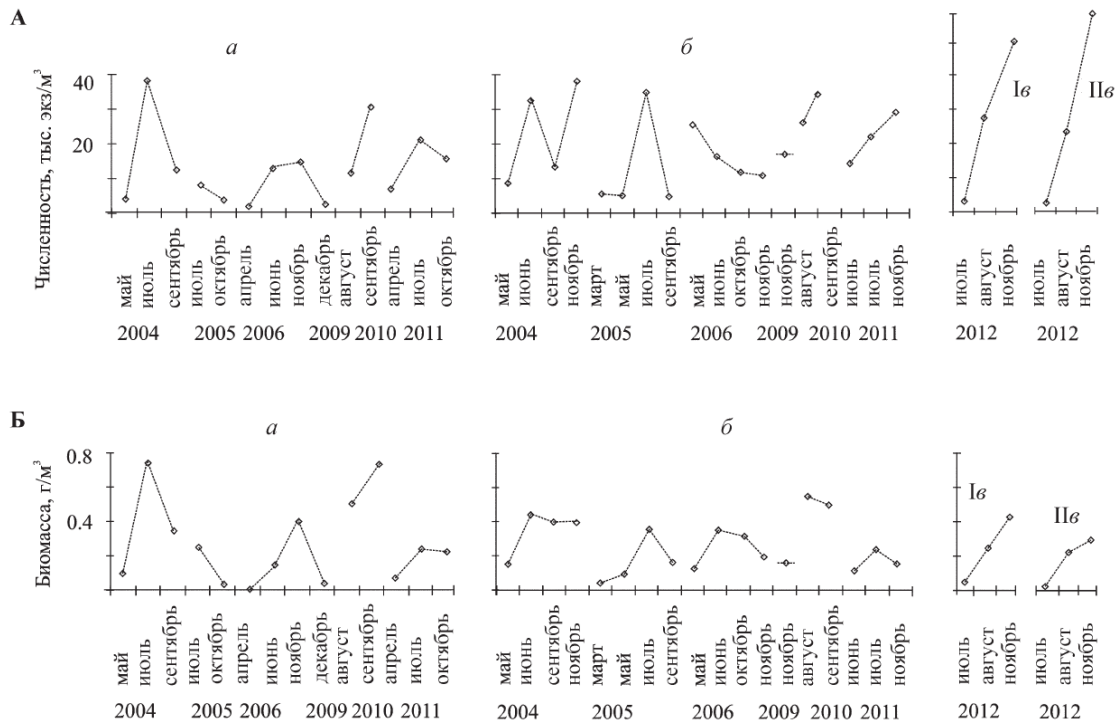 А
а
б
Численность, тыс. экз/м³
40
20
Iв
IIв
май
июль
сентябрь
июль
октябрь
апрель
июнь
ноябрь
декабрь
август
сентябрь
апрель
июль
октябрь
2004
2005
2006
2009
2010
2011
май
июнь
сентябрь
ноябрь
март
май
июль
сентябрь
май
июнь
октябрь
ноябрь
ноябрь
август
сентябрь
июнь
июль
ноябрь
2004
2005
2006
2009
2010
2011
июль
август
ноябрь
2012
июль
август
ноябрь
2012
Б
а
б
Биомасса, г/м³
0.8
0.4
Iв
IIв
май
июль
сентябрь
июль
октябрь
апрель
июнь
ноябрь
декабрь
август
сентябрь
апрель
июль
октябрь
2004
2005
2006
2009
2010
2011
май
июнь
сентябрь
ноябрь
март
май
июль
сентябрь
май
июнь
октябрь
ноябрь
ноябрь
август
сентябрь
июнь
июль
ноябрь
2004
2005
2006
2009
2010
2011
июль
август
ноябрь
2012
июль
август
ноябрь
2012